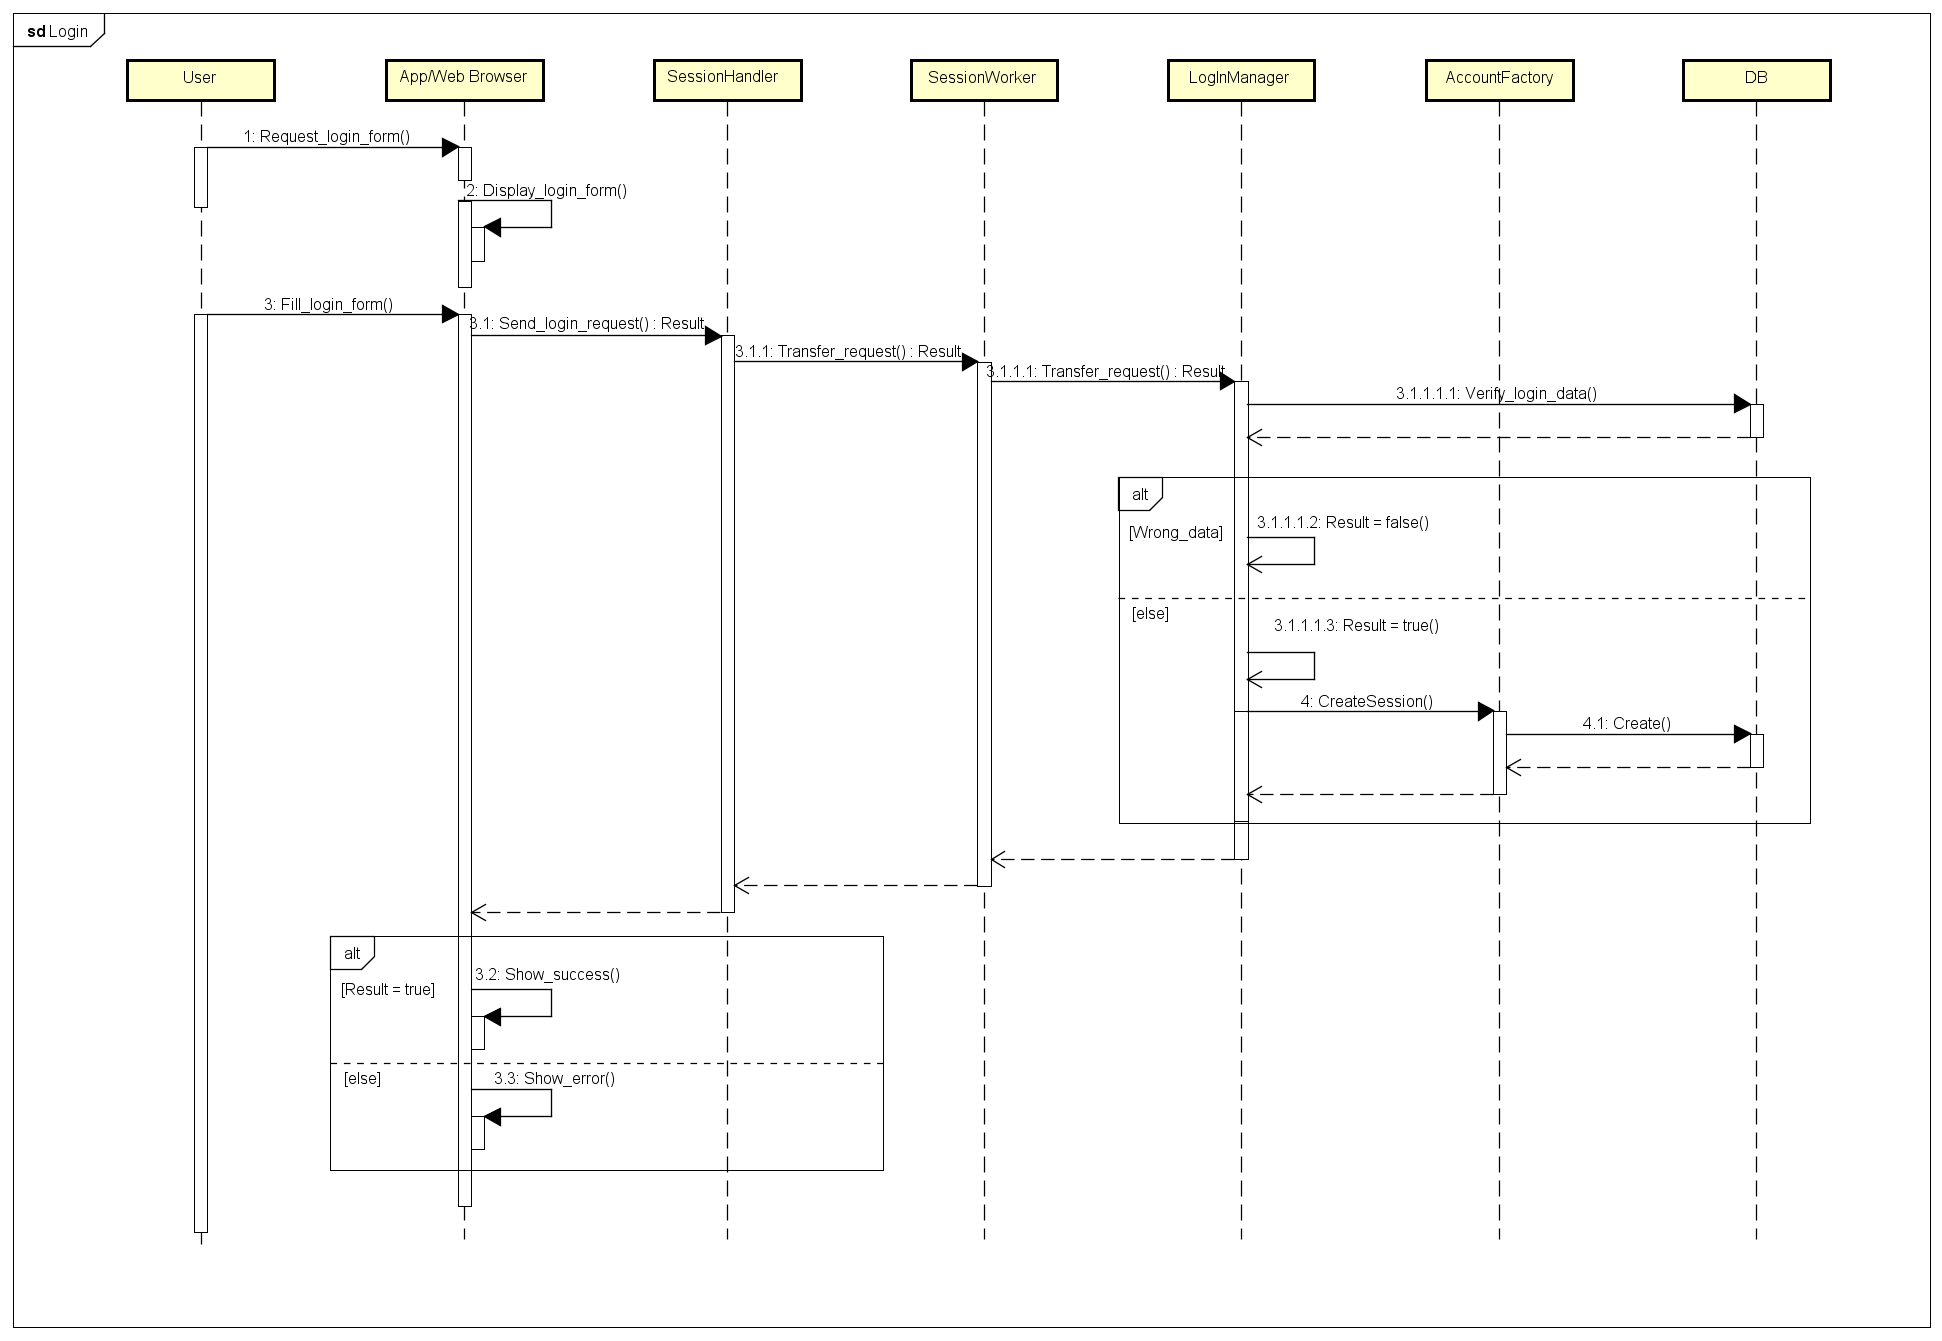 sd Login
User
App/Web Browser
SessionHandler
SessionWorker
LogInManager
AccountFactory
DB
1: Request_login_form()
2: Display_login_form()
3: Fill_login_form()
3.1: Send_login_request() : Result
3.1.1: Transfer_request() : Result
3.1.1.1: Transfer_request() : Result
3.1.1.1.1: Verify_login_data()
alt
3.1.1.1.2: Result = false()
[Wrong_data]
[else]
3.1.1.1.3: Result = true()
4: CreateSession()
4.1: Create()
alt
3.2: Show_success()
[Result = true]
[else]
3.3: Show_error()